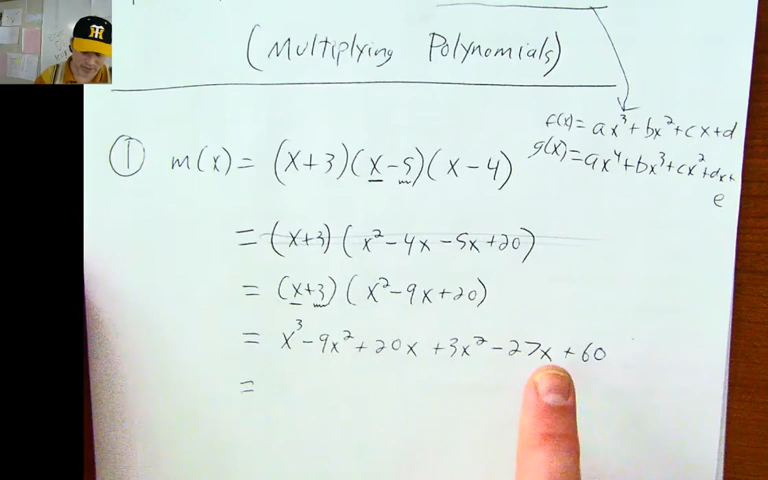 M
(Multiplying Polynomials)
f(x)= ax³+bx²+cx+d
g(x)=ax⁴+bx³+cx²+dx+
e
① m(x)= (x+3)(x-5)(x-4)
= (x+3)(x²-4x-5x+20)
= (x+3)(x²-9x+20)
= x³-9x²+20x+3x²-27x+60
=